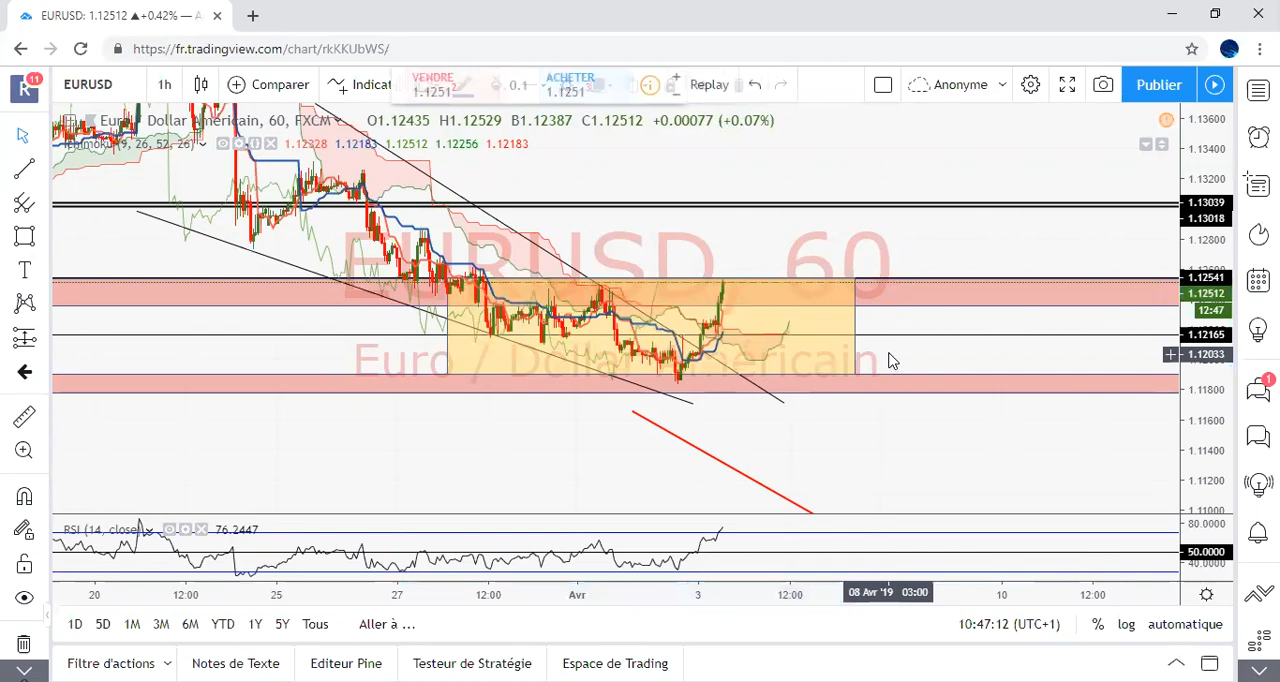 EURUSD: 1.12512 ▲+0.42% — A
https://fr.tradingview.com/chart/rkKKUbWS/
R 11
EURUSD 1h Comparer Indicat
VENDRE
1.1251
0.1
ACHETER
1.1251
Replay
Anonyme
Publier
Euro / Dollar Américain, 60, FXCM O1.12435 H1.12529 B1.12387 C1.12512 +0.00077 (+0.07%)
Ichimoku (9, 26, 52, 26) 1.12328 1.12183 1.12512 1.12256 1.12183
EURUSD, 60
Euro / Dollar Américain
1.13600
1.13400
1.13200
1.13039
1.13018
1.12800
1.12541
1.12512
12:47
1.12165
1.12033
1.11800
1.11600
1.11400
1.11200
1.11000
RSI (14, close) 76.2447
80.0000
50.0000
40.0000
20 12:00 25 27 12:00 Avr 3 12:00 08 Avr '19 03:00 10 12:00
1D 5D 1M 3M 6M YTD 1Y 5Y Tous Aller à ... 10:47:12 (UTC+1) % log automatique
Filtre d'actions Notes de Texte Editeur Pine Testeur de Stratégie Espace de Trading
1